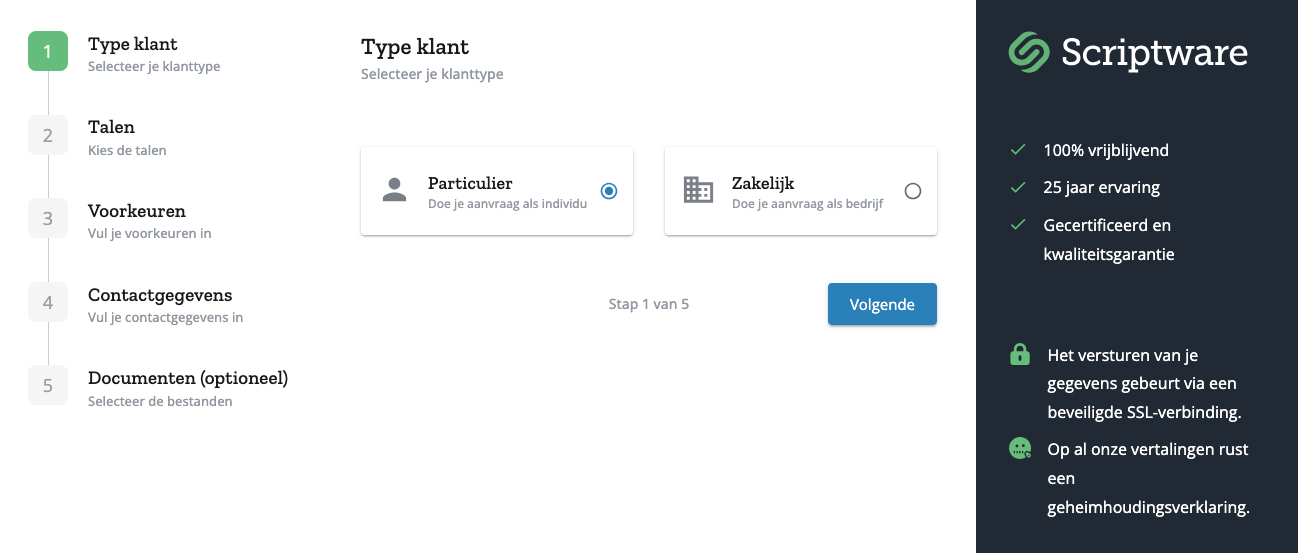 1
Type klant
Selecteer je klanttype
2
Talen
Kies de talen
3
Voorkeuren
Vul je voorkeuren in
4
Contactgegevens
Vul je contactgegevens in
5
Documenten (optioneel)
Selecteer de bestanden
Type klant
Selecteer je klanttype
Particulier
Doe je aanvraag als individu
Zakelijk
Doe je aanvraag als bedrijf
Stap 1 van 5
Volgende
Scriptware
100% vrijblijvend
25 jaar ervaring
Gecertificeerd en
kwaliteitsgarantie
Het versturen van je
gegevens gebeurt via een
beveiligde SSL-verbinding.
Op al onze vertalingen rust
een
geheimhoudingsverklaring.